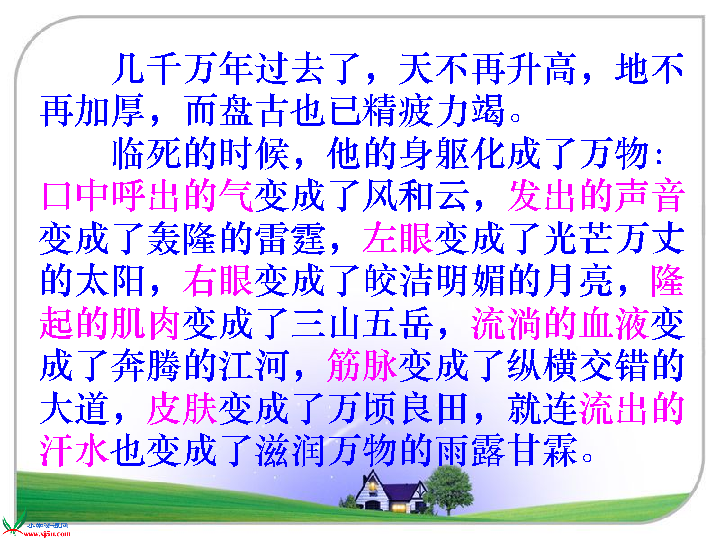 几千万年过去了，天不再升高，地不
再加厚，而盘古也已精疲力竭。
临死的时候，他的身躯化成了万物：
口中呼出的气变成了风和云，发出的声音
变成了轰隆的雷霆，左眼变成了光芒万丈
的太阳，右眼变成了皎洁明媚的月亮，隆
起的肌肉变成了三山五岳，流淌的血液变
成了奔腾的江河，筋脉变成了纵横交错的
大道，皮肤变成了万顷良田，就连流出的
汗水也变成了滋润万物的雨露甘霖。